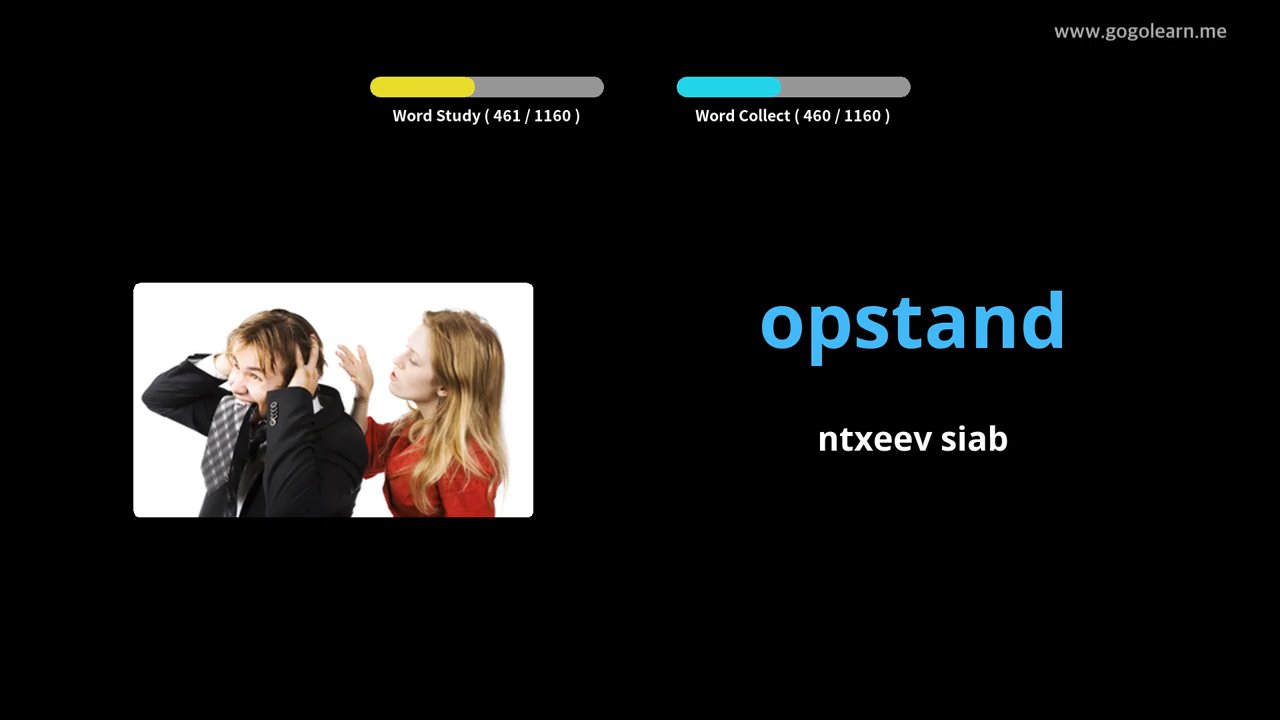 www.gogolearn.me
Word Study ( 461 / 1160 )
Word Collect ( 460 / 1160 )
opstand
ntxeev siab